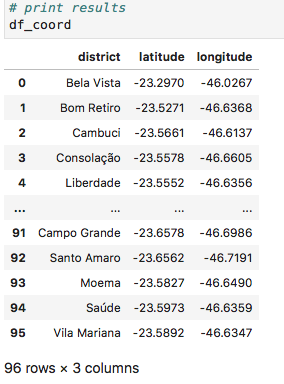 # print results
df_coord
district latitude longitude
0 Bela Vista -23.2970 -46.0267
1 Bom Retiro -23.5271 -46.6368
2 Cambuci -23.5661 -46.6137
3 Consolação -23.5578 -46.6605
4 Liberdade -23.5552 -46.6356
... ... ... ...
91 Campo Grande -23.6578 -46.6986
92 Santo Amaro -23.6562 -46.7191
93 Moema -23.5827 -46.6490
94 Saúde -23.5973 -46.6359
95 Vila Mariana -23.5892 -46.6347
96 rows × 3 columns